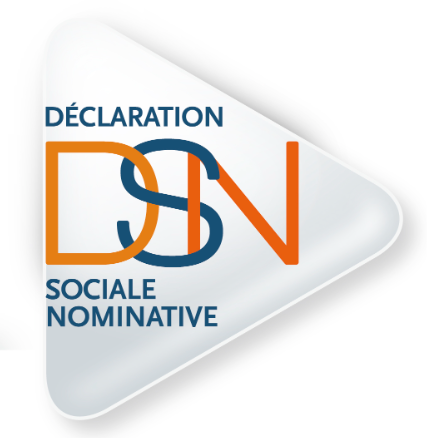 DÉCLARATION
DSN
SOCIALE
NOMINATIVE